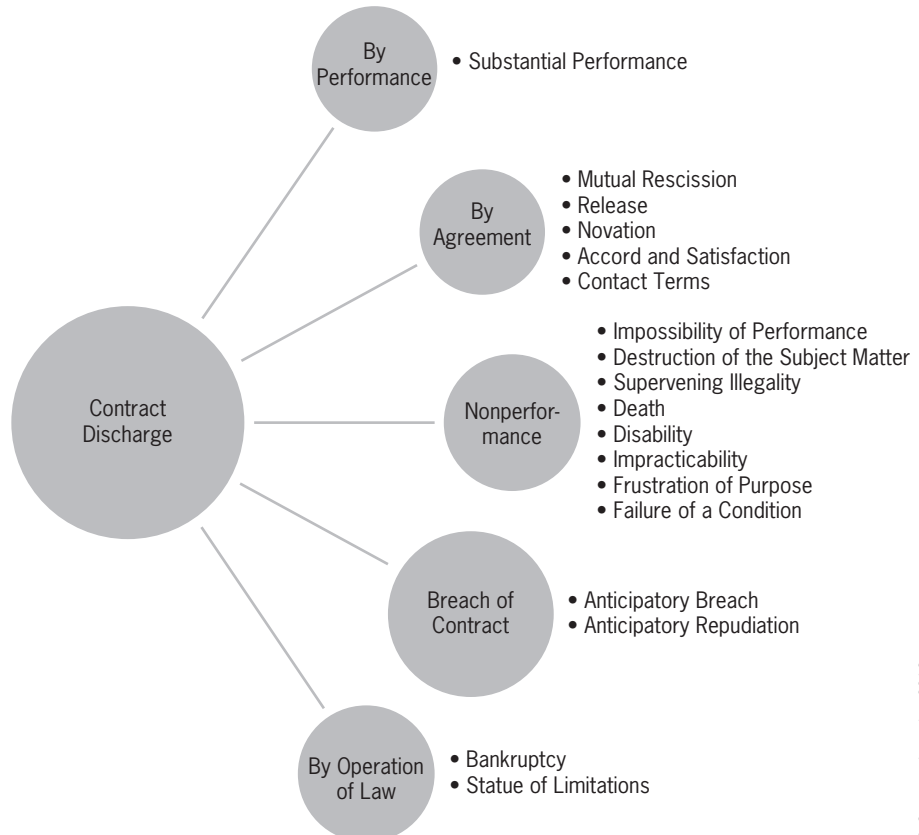 By
Performance
• Substantial Performance
By
Agreement
• Mutual Rescission
• Release
• Novation
• Accord and Satisfaction
• Contact Terms
Contract
Discharge
Nonperfor-
mance
• Impossibility of Performance
• Destruction of the Subject Matter
• Supervening Illegality
• Death
• Disability
• Impracticability
• Frustration of Purpose
• Failure of a Condition
Breach of
Contract
• Anticipatory Breach
• Anticipatory Repudiation
By Operation
of Law
• Bankruptcy
• Statue of Limitations